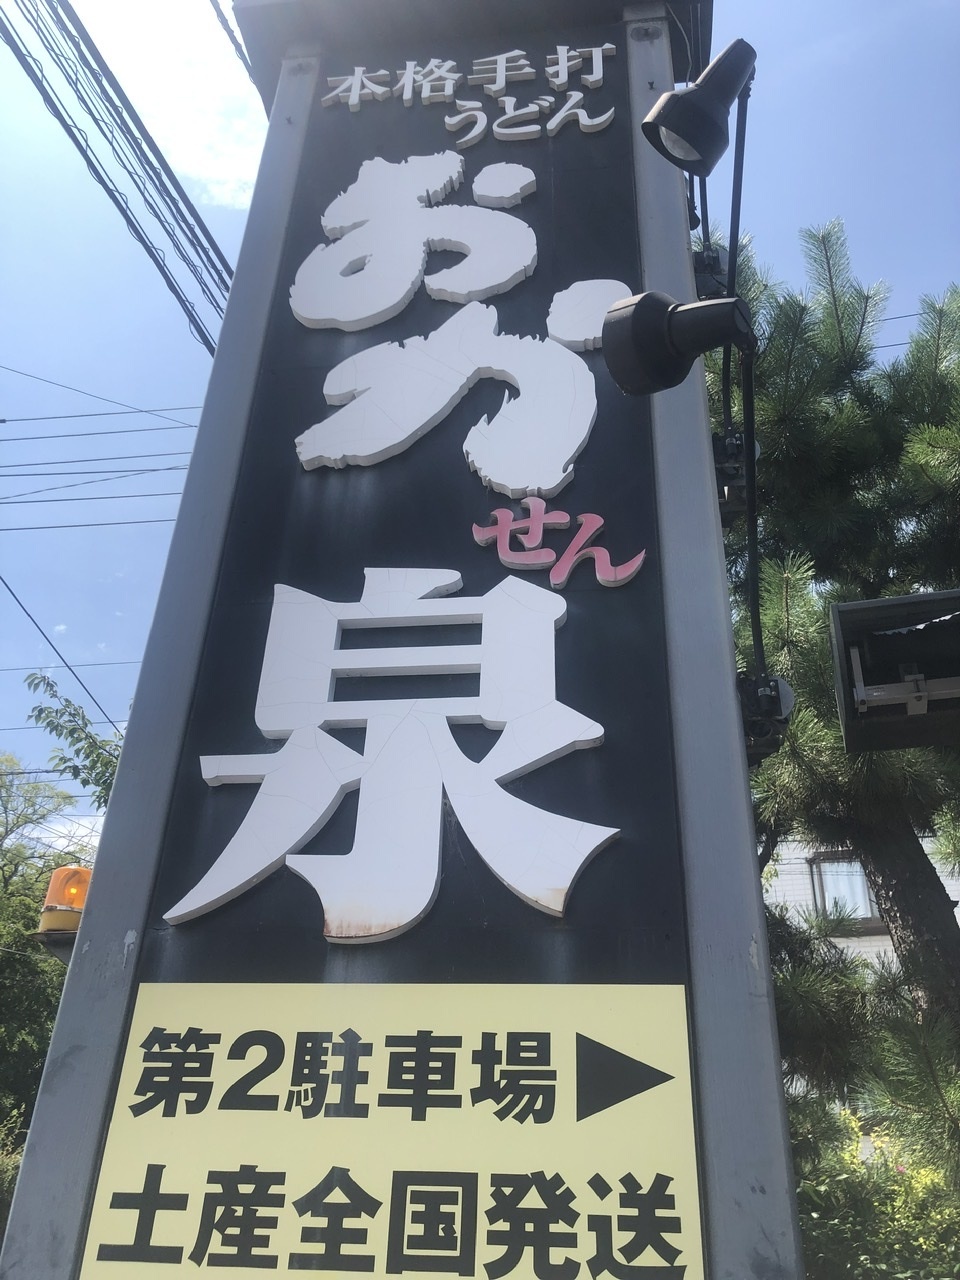 本格手打
うどん
おか
せん
泉
第2駐車場▶
土産全国発送